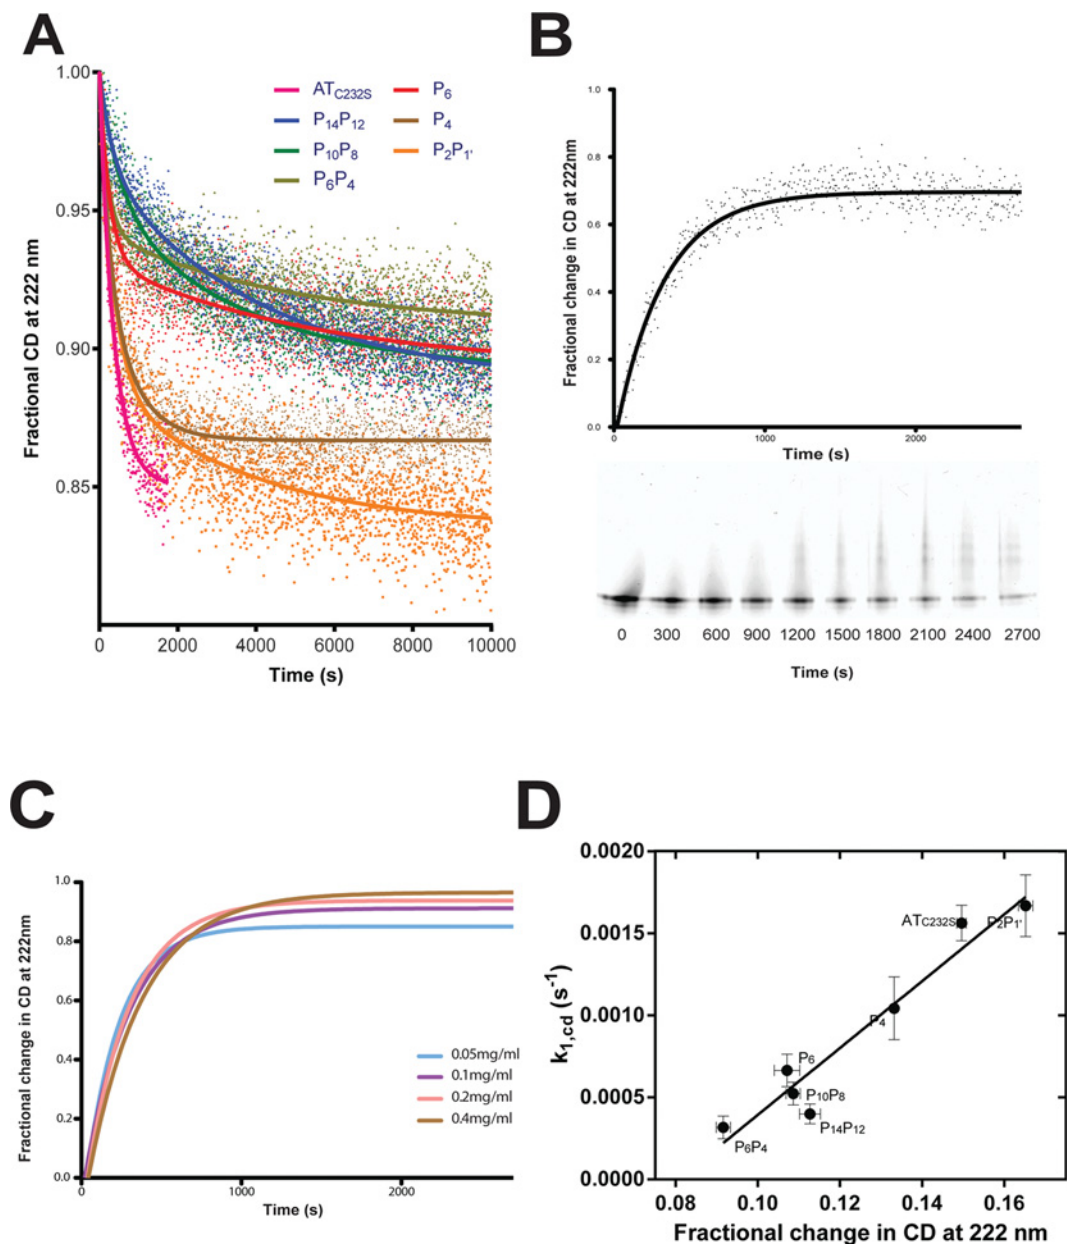 A
1.00
0.95
0.90
0.85
Fractional CD at 222 nm
AT C232S
P6
P14P12
P4
P10P8
P2P1'
P6P4
0 2000 4000 6000 8000 10000
Time (s)
B
1.0
0.8
0.6
0.4
0.2
0.0
Fractional change in CD at 222nm
0 1000 2000
Time (s)
0 300 600 900 1200 1500 1800 2100 2400 2700
Time (s)
C
1.0
0.8
0.6
0.4
0.2
0.0
Fractional change in CD at 222nm
0.05mg/ml
0.1mg/ml
0.2mg/ml
0.4mg/ml
0 1000 2000
Time (s)
D
0.0020
0.0015
0.0010
0.0005
0.0000
k1,cd (s-1)
ATC232S
P2P1'
P4
P6
P10P8
P14P12
P6P4
0.08 0.10 0.12 0.14 0.16
Fractional change in CD at 222 nm